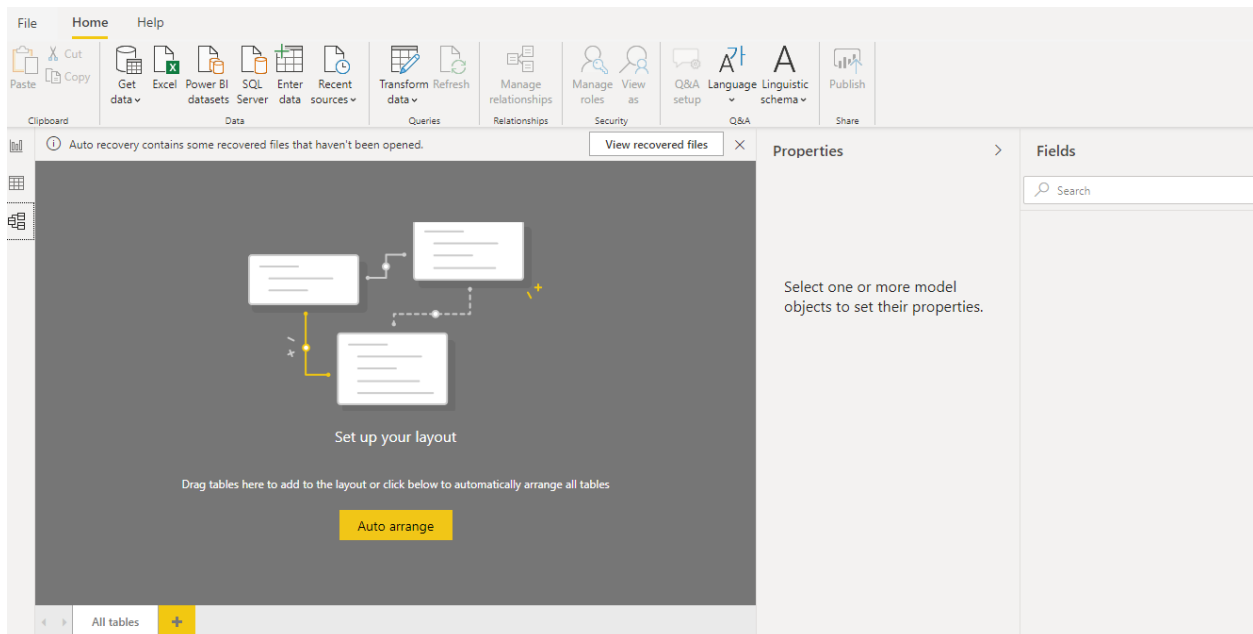 File Home Help
Cut
Copy
Paste
Get data
Excel
Power BI datasets
SQL Server
Enter data
Recent sources
Transform data
Refresh
Manage relationships
Manage roles
View as
Q&A setup
Language
Linguistic schema
Publish
Clipboard Data Queries Relationships Security Q&A Share
Auto recovery contains some recovered files that haven't been opened. View recovered files
Properties
Fields
Search
Select one or more model
objects to set their properties.
Set up your layout
Drag tables here to add to the layout or click below to automatically arrange all tables
Auto arrange
All tables